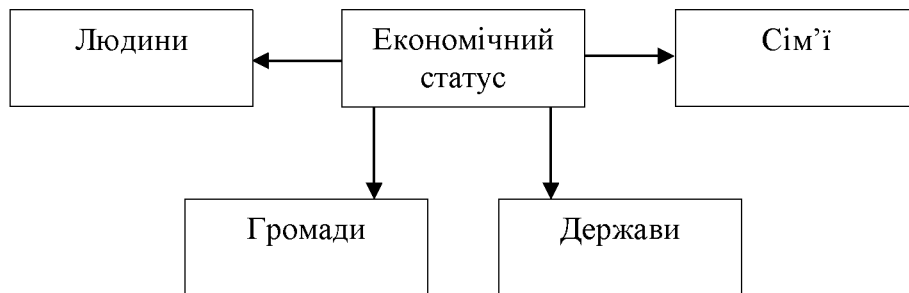 Людини
Економічний
статус
Сім’ї
Громади
Держави